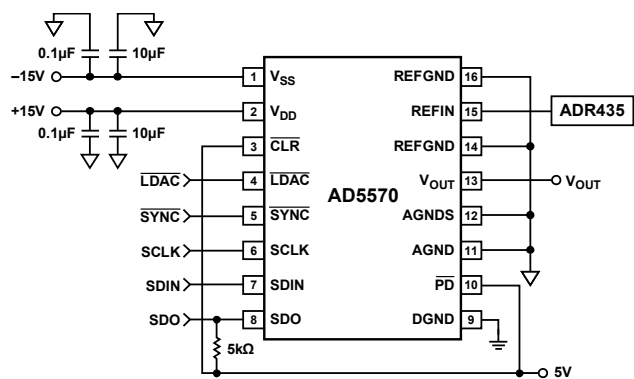 0.1µF 10µF
–15V
+15V
0.1µF 10µF
LDAC
SYNC
SCLK
SDIN
SDO
5kΩ
1 VSS
2 VDD
3 CLR
4 LDAC
5 SYNC
6 SCLK
7 SDIN
8 SDO
AD5570
REFGND 16
REFIN 15
REFGND 14
VOUT 13
AGNDS 12
AGND 11
PD 10
DGND 9
ADR435
VOUT
5V